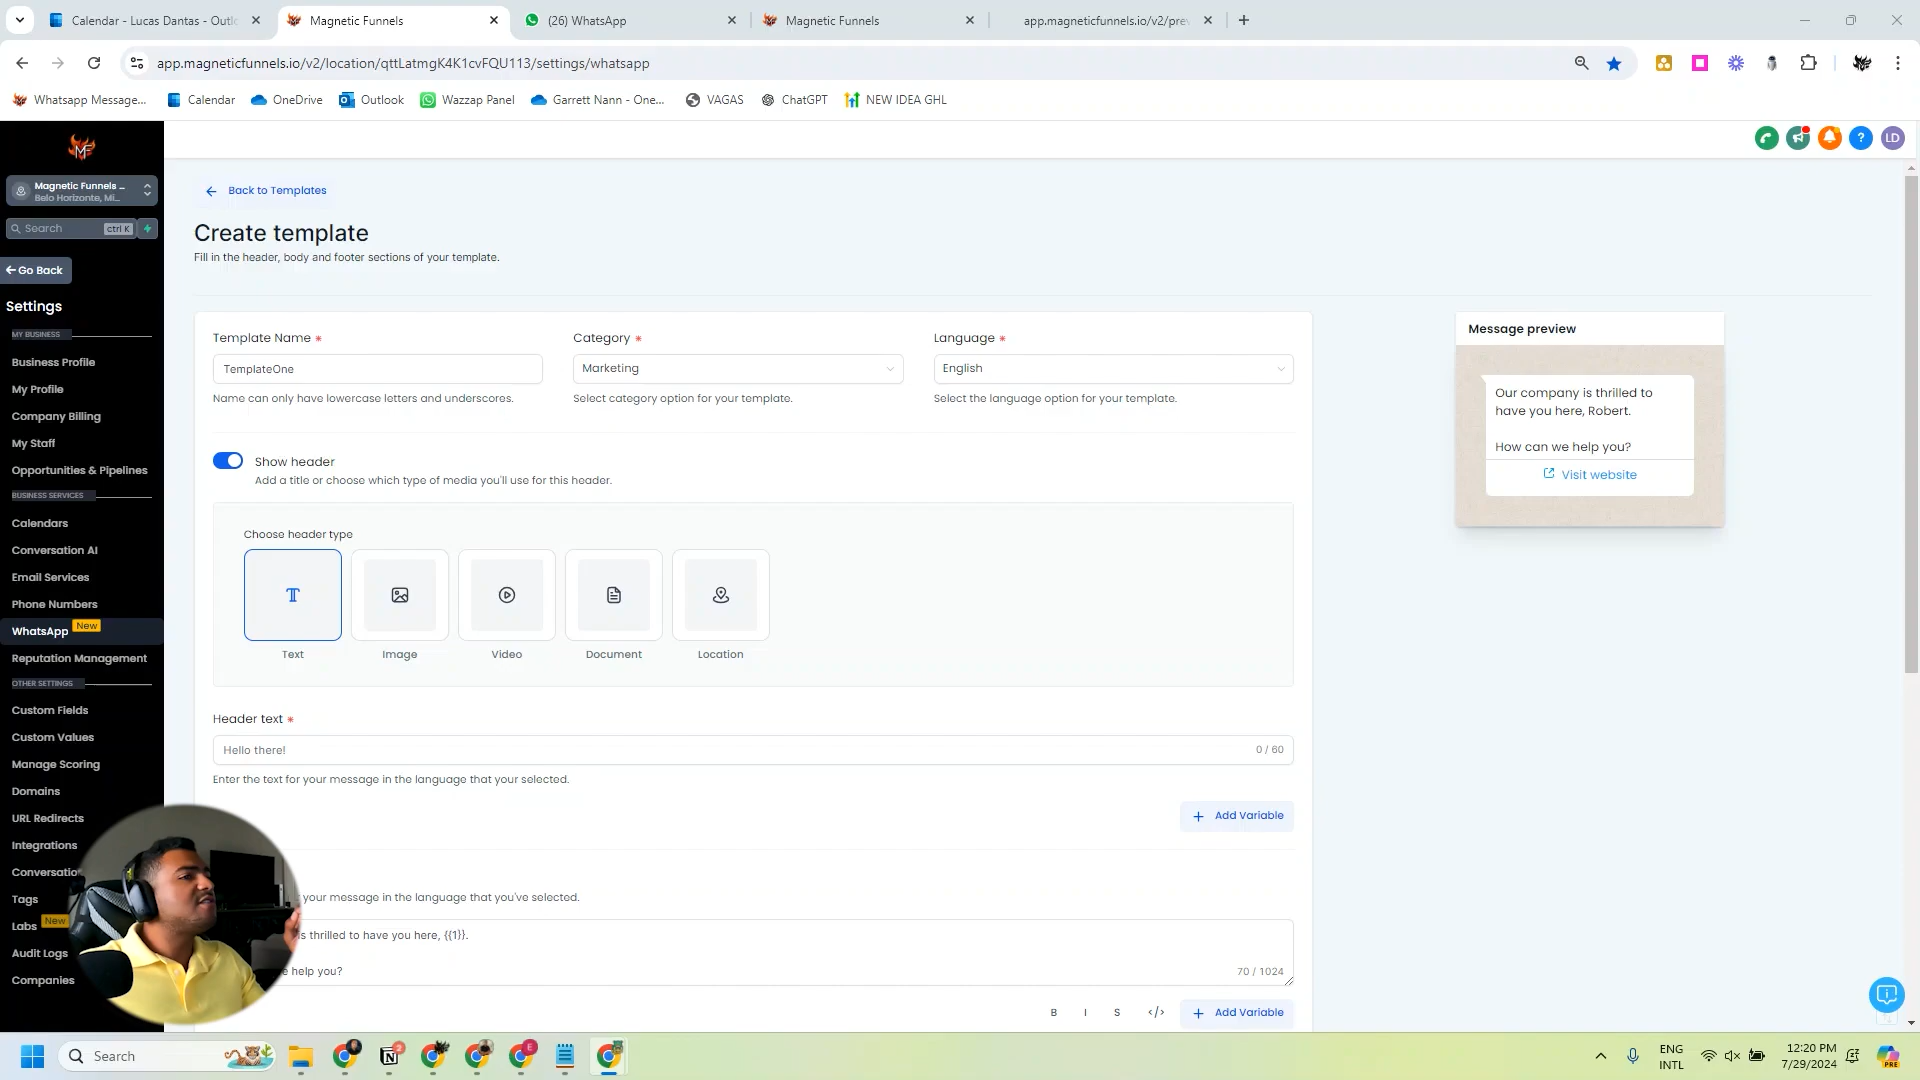 Calendar - Lucas Dantas - Outlo
Magnetic Funnels
(26) WhatsApp
Magnetic Funnels
app.magneticfunnels.io/v2/prev
app.magneticfunnels.io/v2/location/qttLatmgK4K1cvFQU113/settings/whatsapp
Whatsapp Message...
Calendar
OneDrive
Outlook
Wazzap Panel
Garrett Nann - One...
VAGAS
ChatGPT
NEW IDEA GHL
MF
LD
Magnetic Funnels ...
Belo Horizonte, Mi...
Search
ctrl K
Go Back
Settings
MY BUSINESS
Business Profile
My Profile
Company Billing
My Staff
Opportunities & Pipelines
BUSINESS SERVICES
Calendars
Conversation AI
Email Services
Phone Numbers
WhatsApp New
Reputation Management
OTHER SETTINGS
Custom Fields
Custom Values
Manage Scoring
Domains
URL Redirects
Integrations
Tags
Labs New
Audit Logs
Companies
Back to Templates
Create template
Fill in the header, body and footer sections of your template.
Template Name *
TemplateOne
Name can only have lowercase letters and underscores.
Category *
Marketing
Select category option for your template.
Language *
English
Select the language option for your template.
Show header
Add a title or choose which type of media you'll use for this header.
Choose header type
Text
Image
Video
Document
Location
Header text *
Hello there!
0 / 60
Enter the text for your message in the language that your selected.
+ Add Variable
your message in the language that you've selected.
is thrilled to have you here, {{1}}.
help you?
70 / 1024
B I S </>
+ Add Variable
Message preview
Our company is thrilled to
have you here, Robert.
How can we help you?
Visit website
Search
ENG
INTL
12:20 PM
7/29/2024
PRE